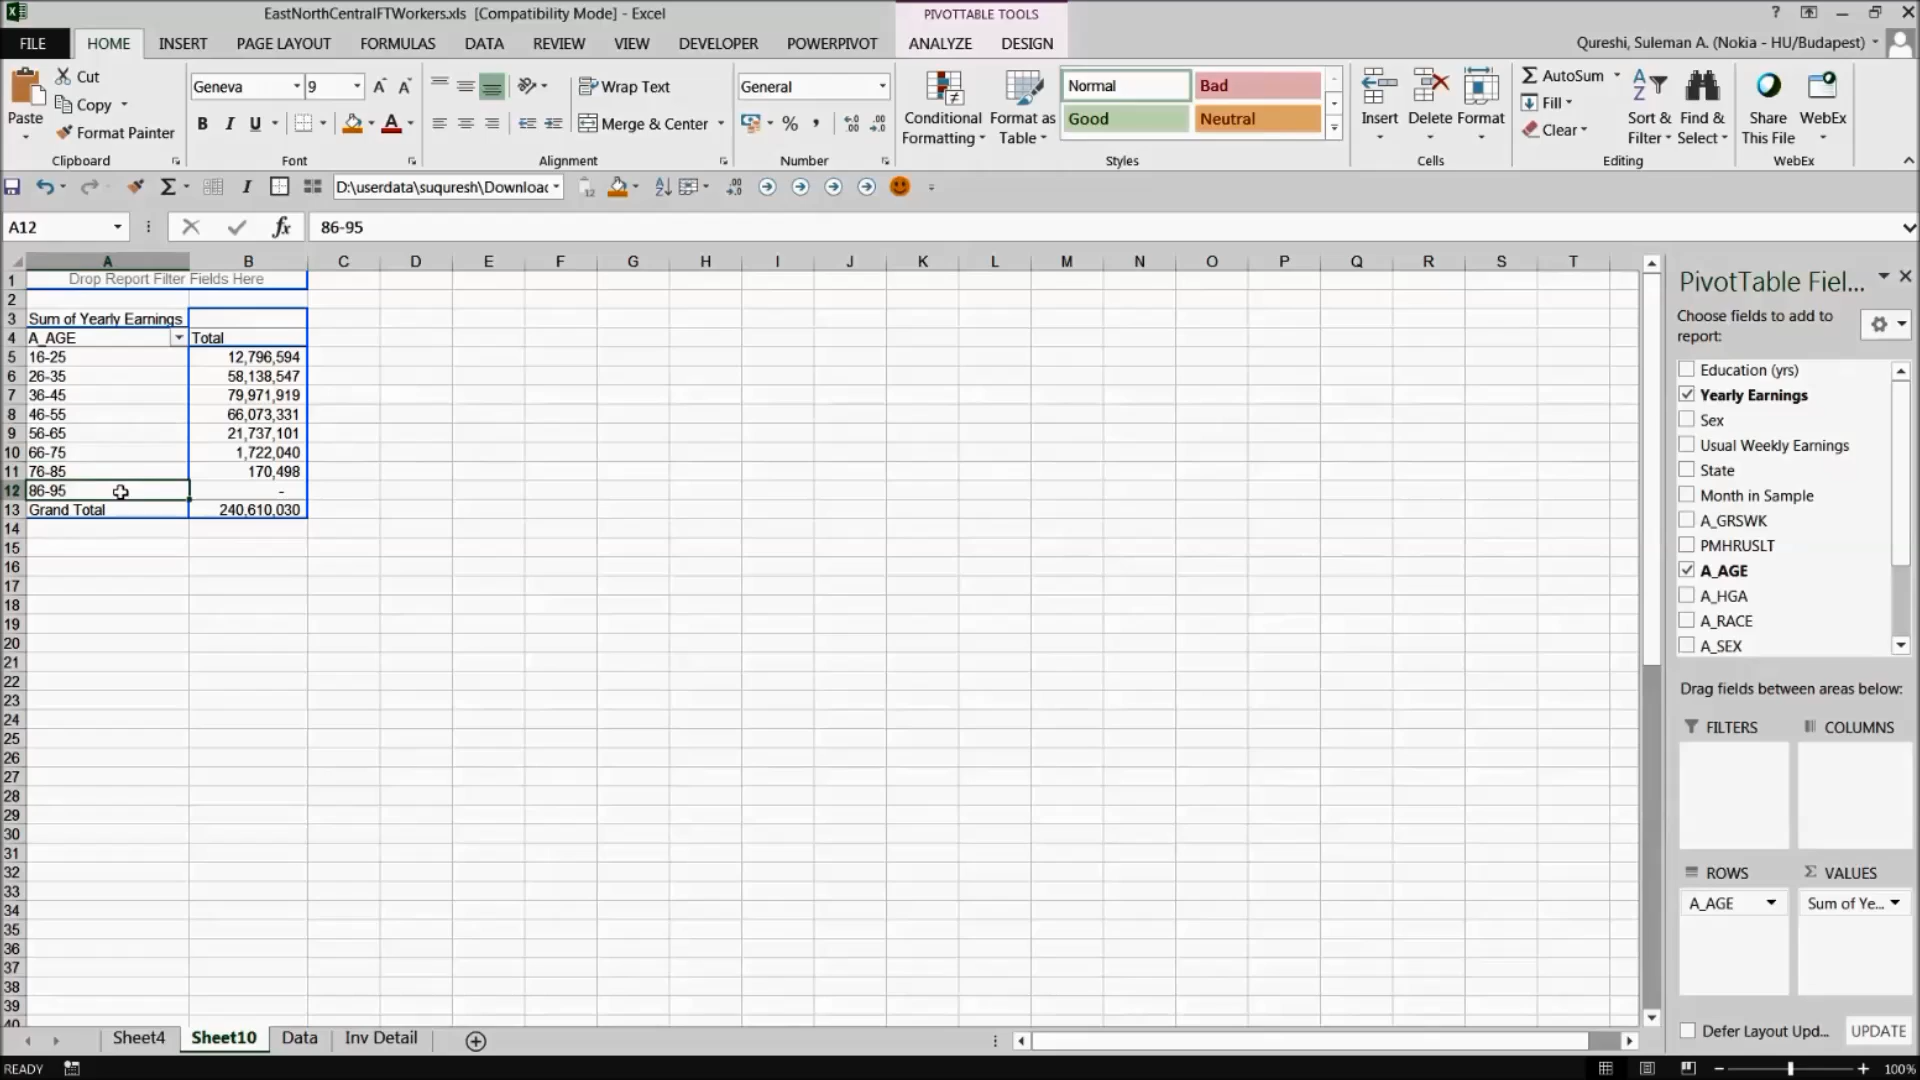 EastNorthCentralFTWorkers.xls [Compatibility Mode] - Excel
PIVOTTABLE TOOLS
?
FILE HOME INSERT PAGE LAYOUT FORMULAS DATA REVIEW VIEW DEVELOPER POWERPIVOT ANALYZE DESIGN
Qureshi, Suleman A. (Nokia - HU/Budapest)
Paste
Cut
Copy
Format Painter
Clipboard
Geneva 9
B I U
Font
Wrap Text
Merge & Center
Alignment
General
Number
Conditional Formatting
Format as Table
Normal Bad
Good Neutral
Styles
Insert Delete Format
Cells
AutoSum
Fill
Clear
Sort & Filter
Find & Select
Editing
Share This File
WebEx
WebEx
D:\userdata\suquresh\Downloac
A12
fx
86-95
A B C D E F G H I J K L M N O P Q R S T
1 Drop Report Filter Fields Here
2
3 Sum of Yearly Earnings
4 A_AGE Total
5 16-25 12,796,594
6 26-35 58,138,547
7 36-45 79,971,919
8 46-55 66,073,331
9 56-65 21,737,101
10 66-75 1,722,040
11 76-85 170,498
12 86-95 -
13 Grand Total 240,610,030
14
15
16
17
18
19
20
21
22
23
24
25
26
27
28
29
30
31
32
33
34
35
36
37
38
39
40
PivotTable Fiel...
Choose fields to add to report:
Education (yrs)
Yearly Earnings
Sex
Usual Weekly Earnings
State
Month in Sample
A_GRSWK
PMHRUSLT
A_AGE
A_HGA
A_RACE
A_SEX
Drag fields between areas below:
FILTERS COLUMNS
ROWS Σ VALUES
A_AGE Sum of Ye...
Defer Layout Upd... UPDATE
Sheet4 Sheet10 Data Inv Detail
READY
100%